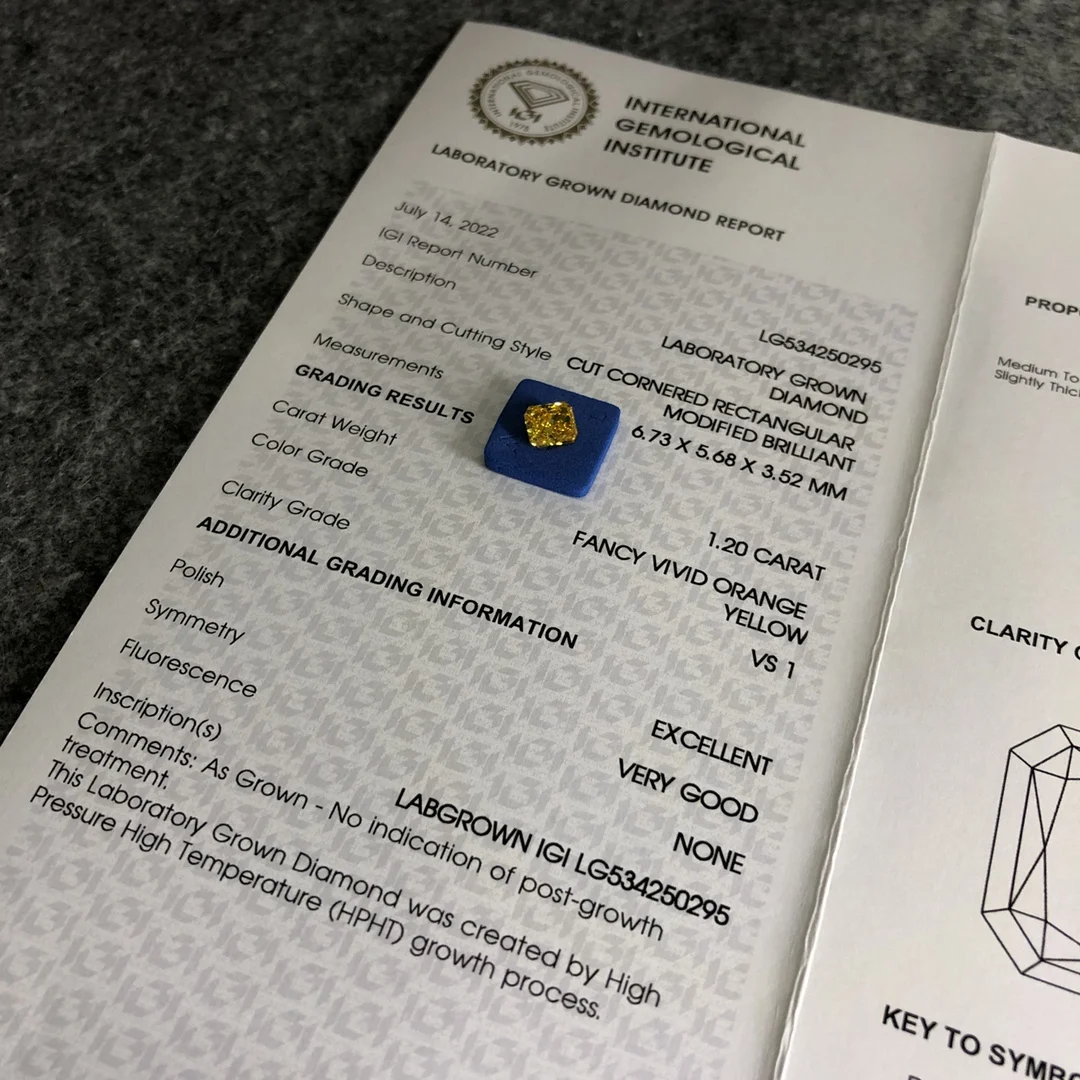 INTERNATIONAL GEMOLOGICAL INSTITUTE
IGI
1975
INTERNATIONAL
GEMOLOGICAL
INSTITUTE
LABORATORY GROWN DIAMOND REPORT
July 14, 2022
IGI Report Number LG534250295
Description LABORATORY GROWN
DIAMOND
Shape and Cutting Style CUT CORNERED RECTANGULAR
MODIFIED BRILLIANT
Measurements 6.73 X 5.68 X 3.52 MM
GRADING RESULTS
Carat Weight 1.20 CARAT
Color Grade FANCY VIVID ORANGE
YELLOW
Clarity Grade VS 1
ADDITIONAL GRADING INFORMATION
Polish EXCELLENT
Symmetry VERY GOOD
Fluorescence NONE
Inscription(s) LABGROWN IGI LG534250295
Comments: As Grown - No indication of post-growth
treatment.
This Laboratory Grown Diamond was created by High
Pressure High Temperature (HPHT) growth process.
Medium To
Slightly
CLARITY
KEY TO